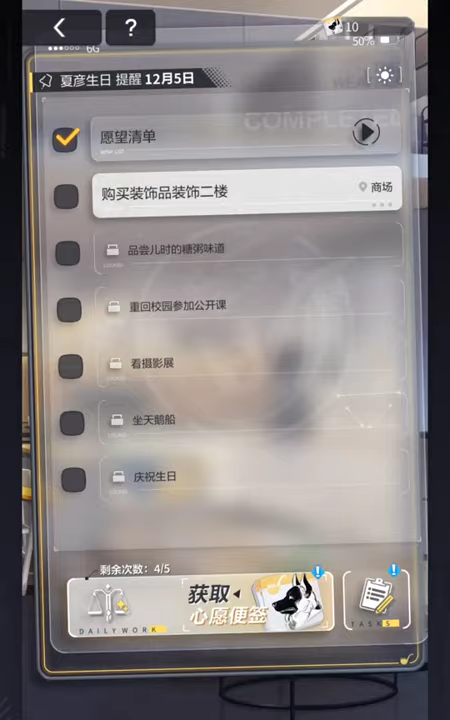 ?
10
6G
50%
夏彦生日 提醒 12月5日
COMPLETED
愿望清单
购买装饰品装饰二楼
商场
品尝儿时的糖粥味道
重回校园参加公开课
看摄影展
坐天鹅船
庆祝生日
剩余次数：4/5
获取
心愿便签
DAILYWORK
TASKS